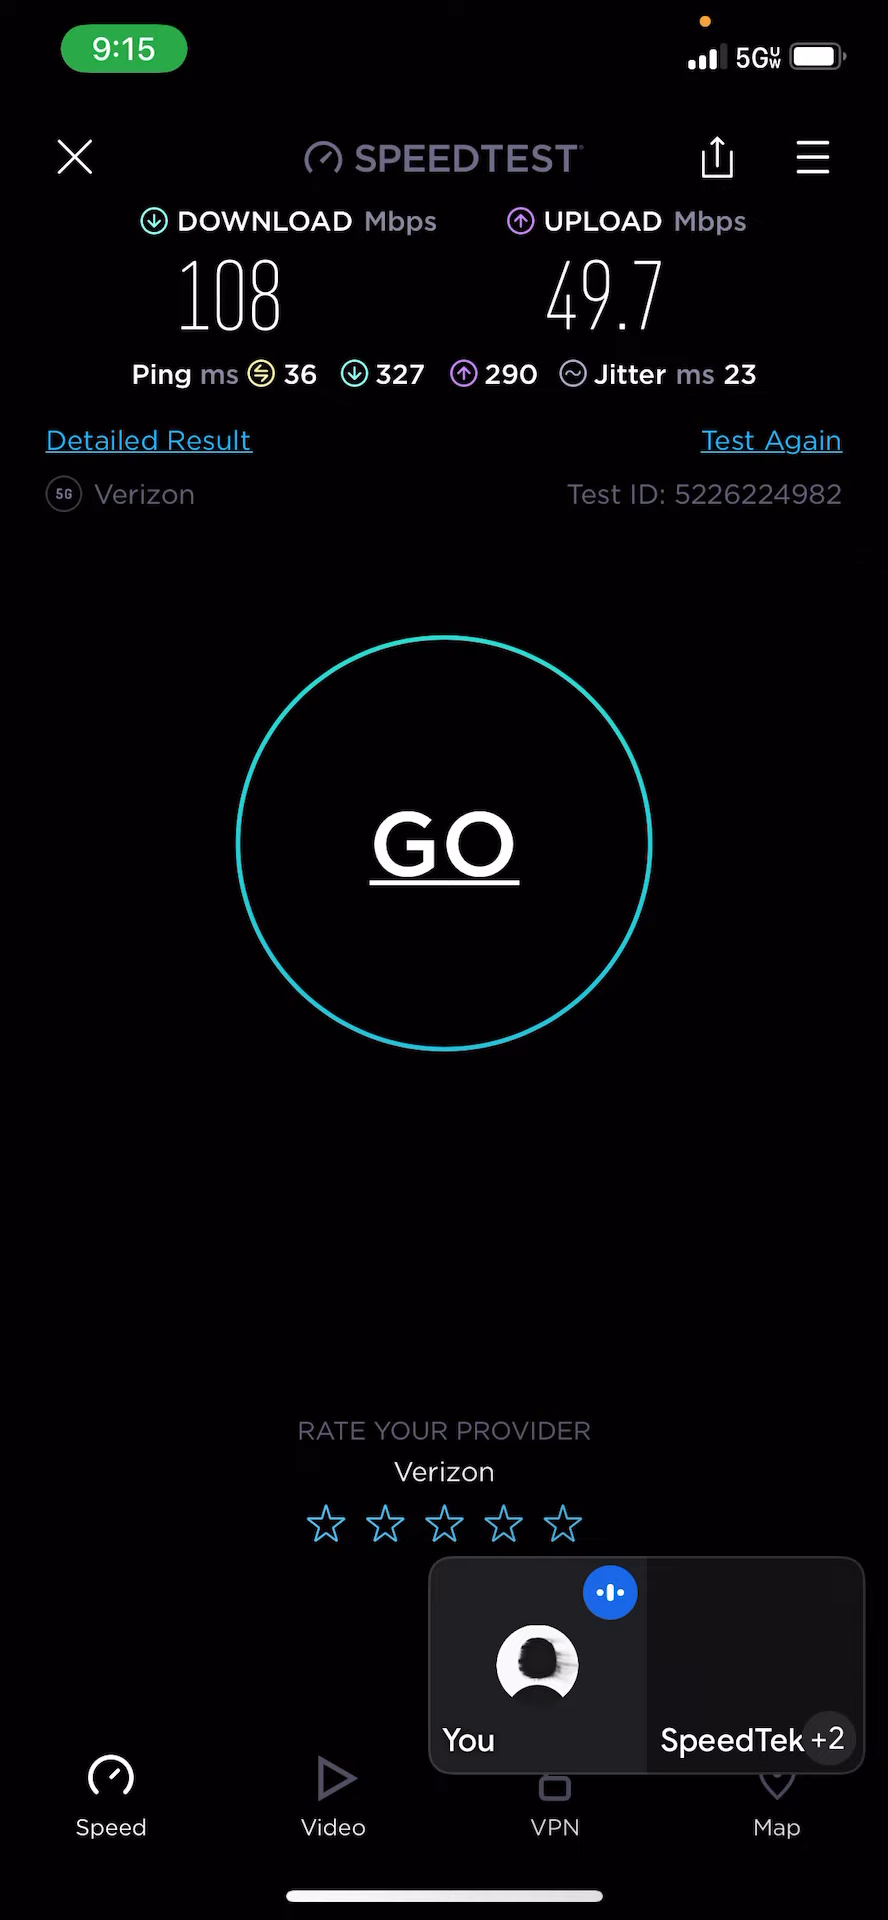 9:15
5G UW
SPEEDTEST
DOWNLOAD Mbps UPLOAD Mbps
108 49.7
Ping ms 36 327 290 Jitter ms 23
Detailed Result Test Again
5G Verizon Test ID: 5226224982
GO
RATE YOUR PROVIDER
Verizon
You SpeedTek +2
Speed Video VPN Map